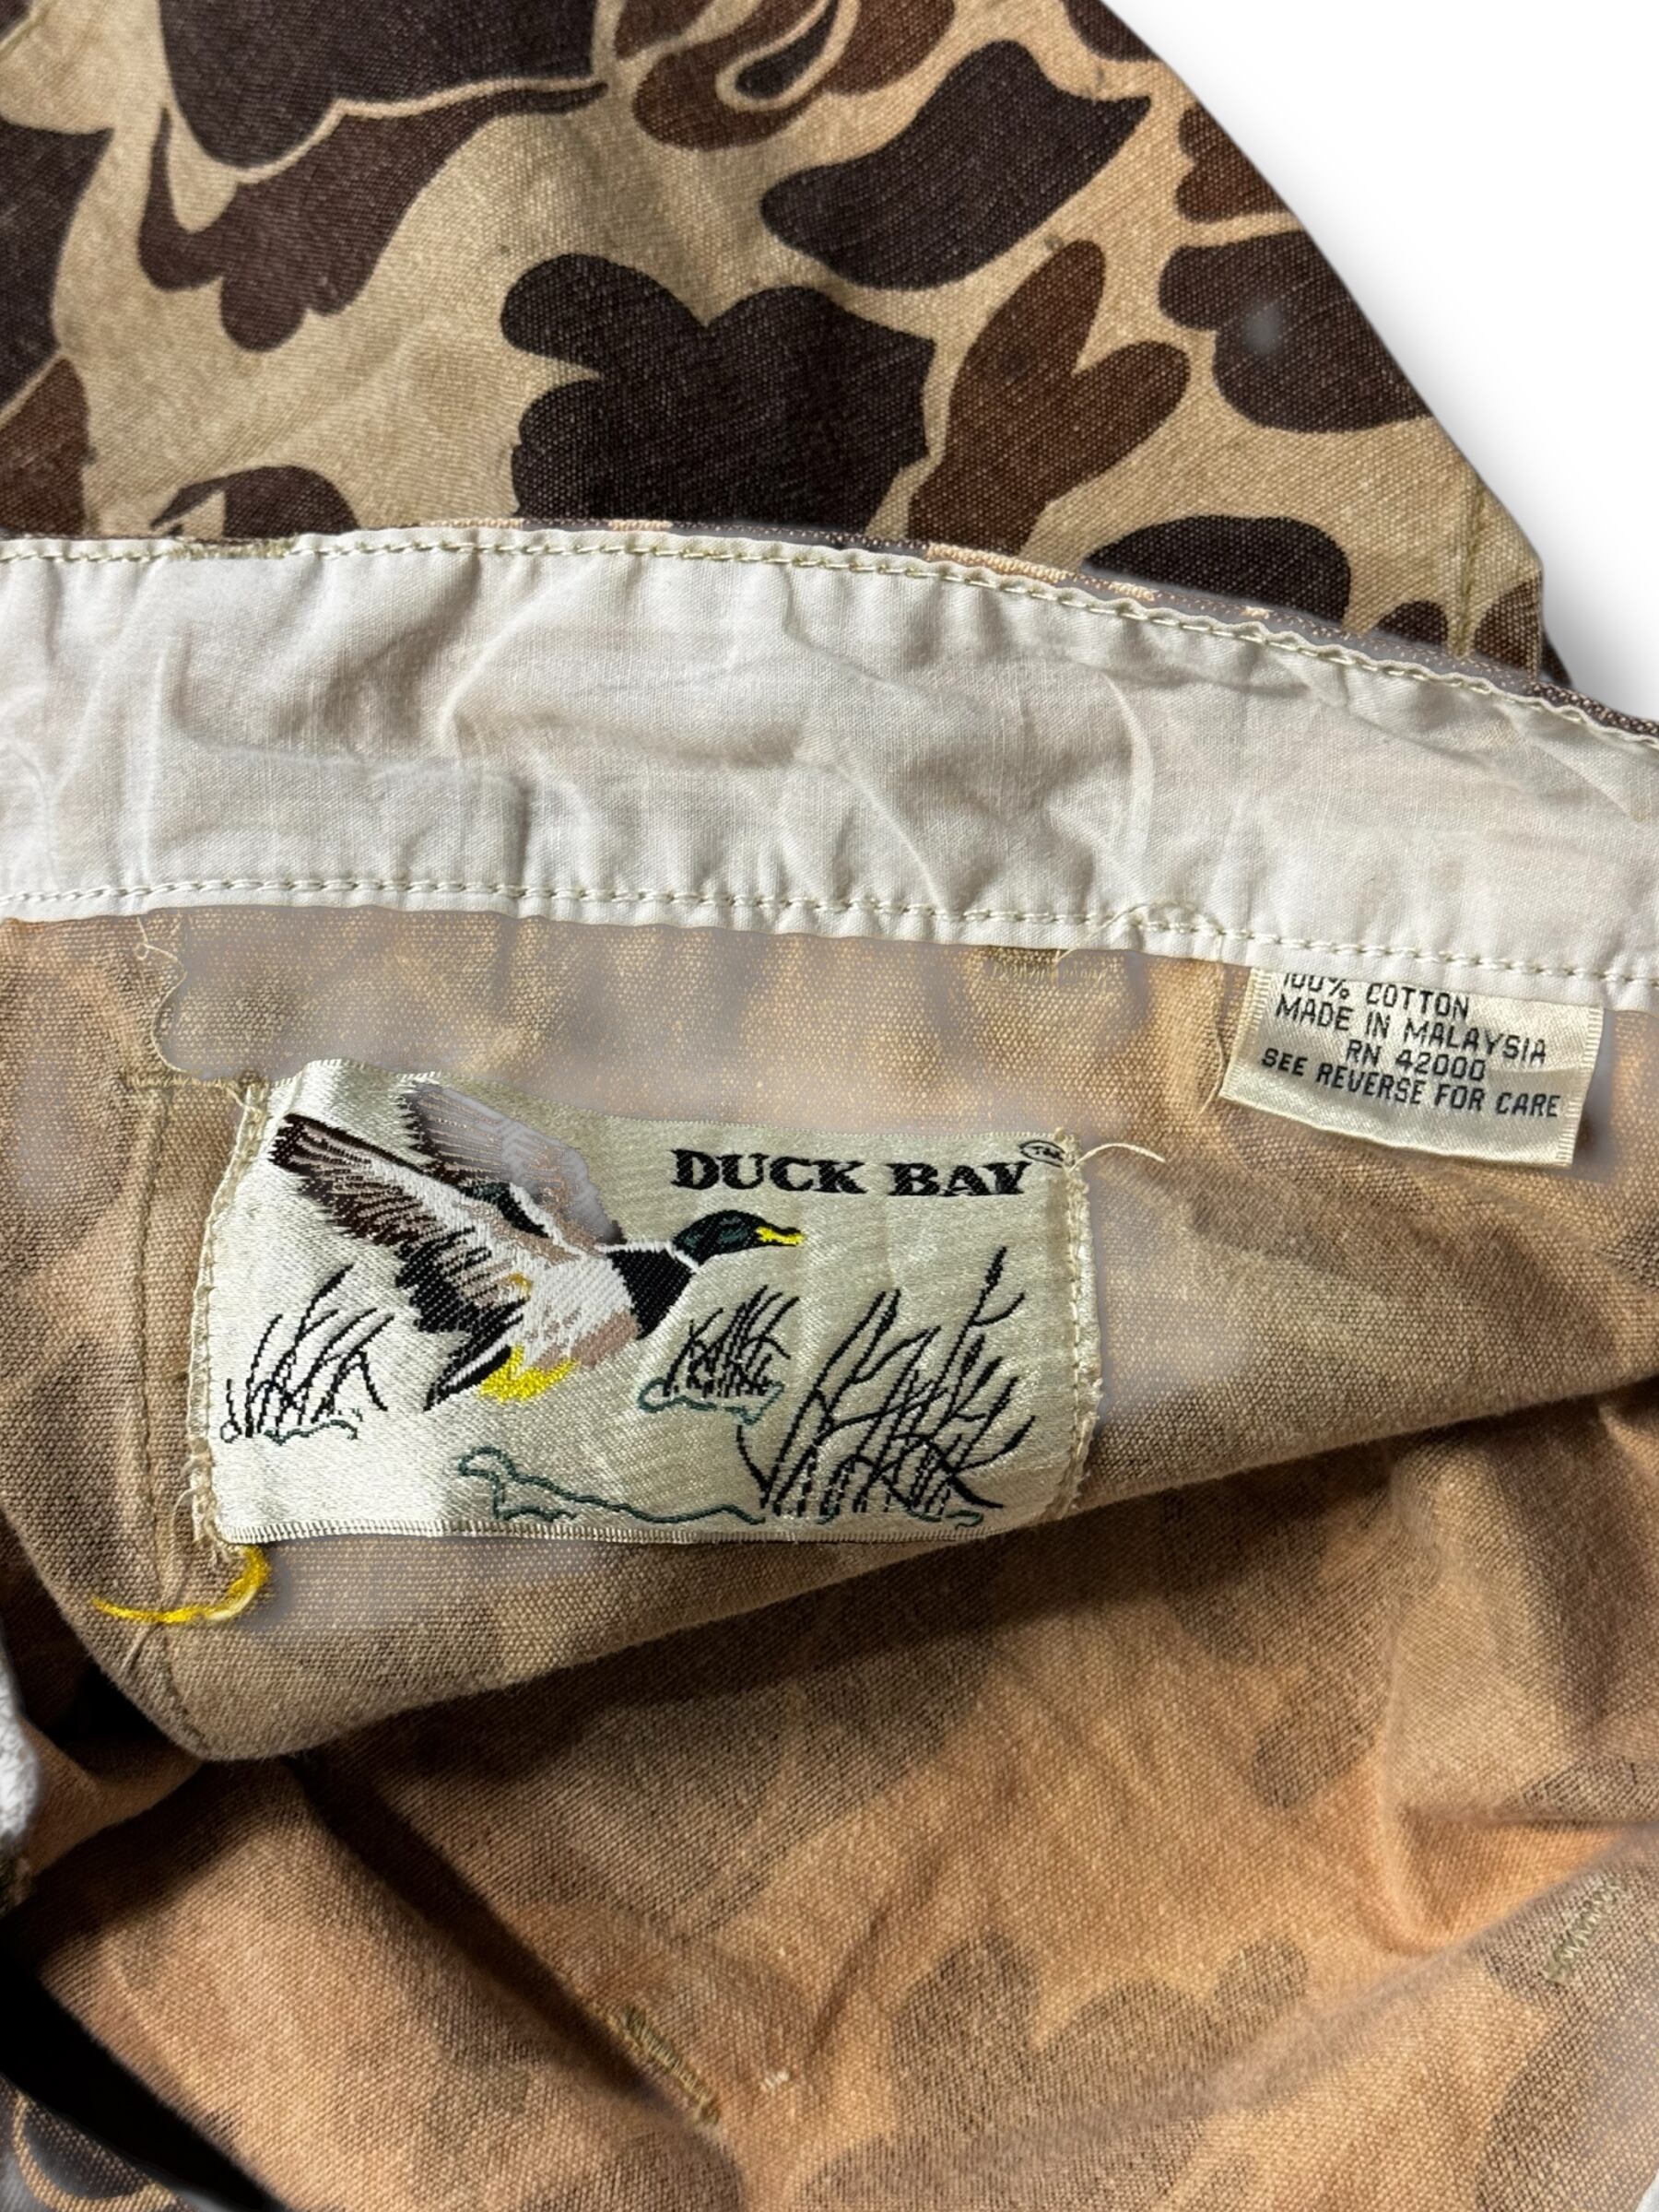 100% COTTON
MADE IN MALAYSIA
RN 42000
SEE REVERSE FOR CARE
DUCK BAY